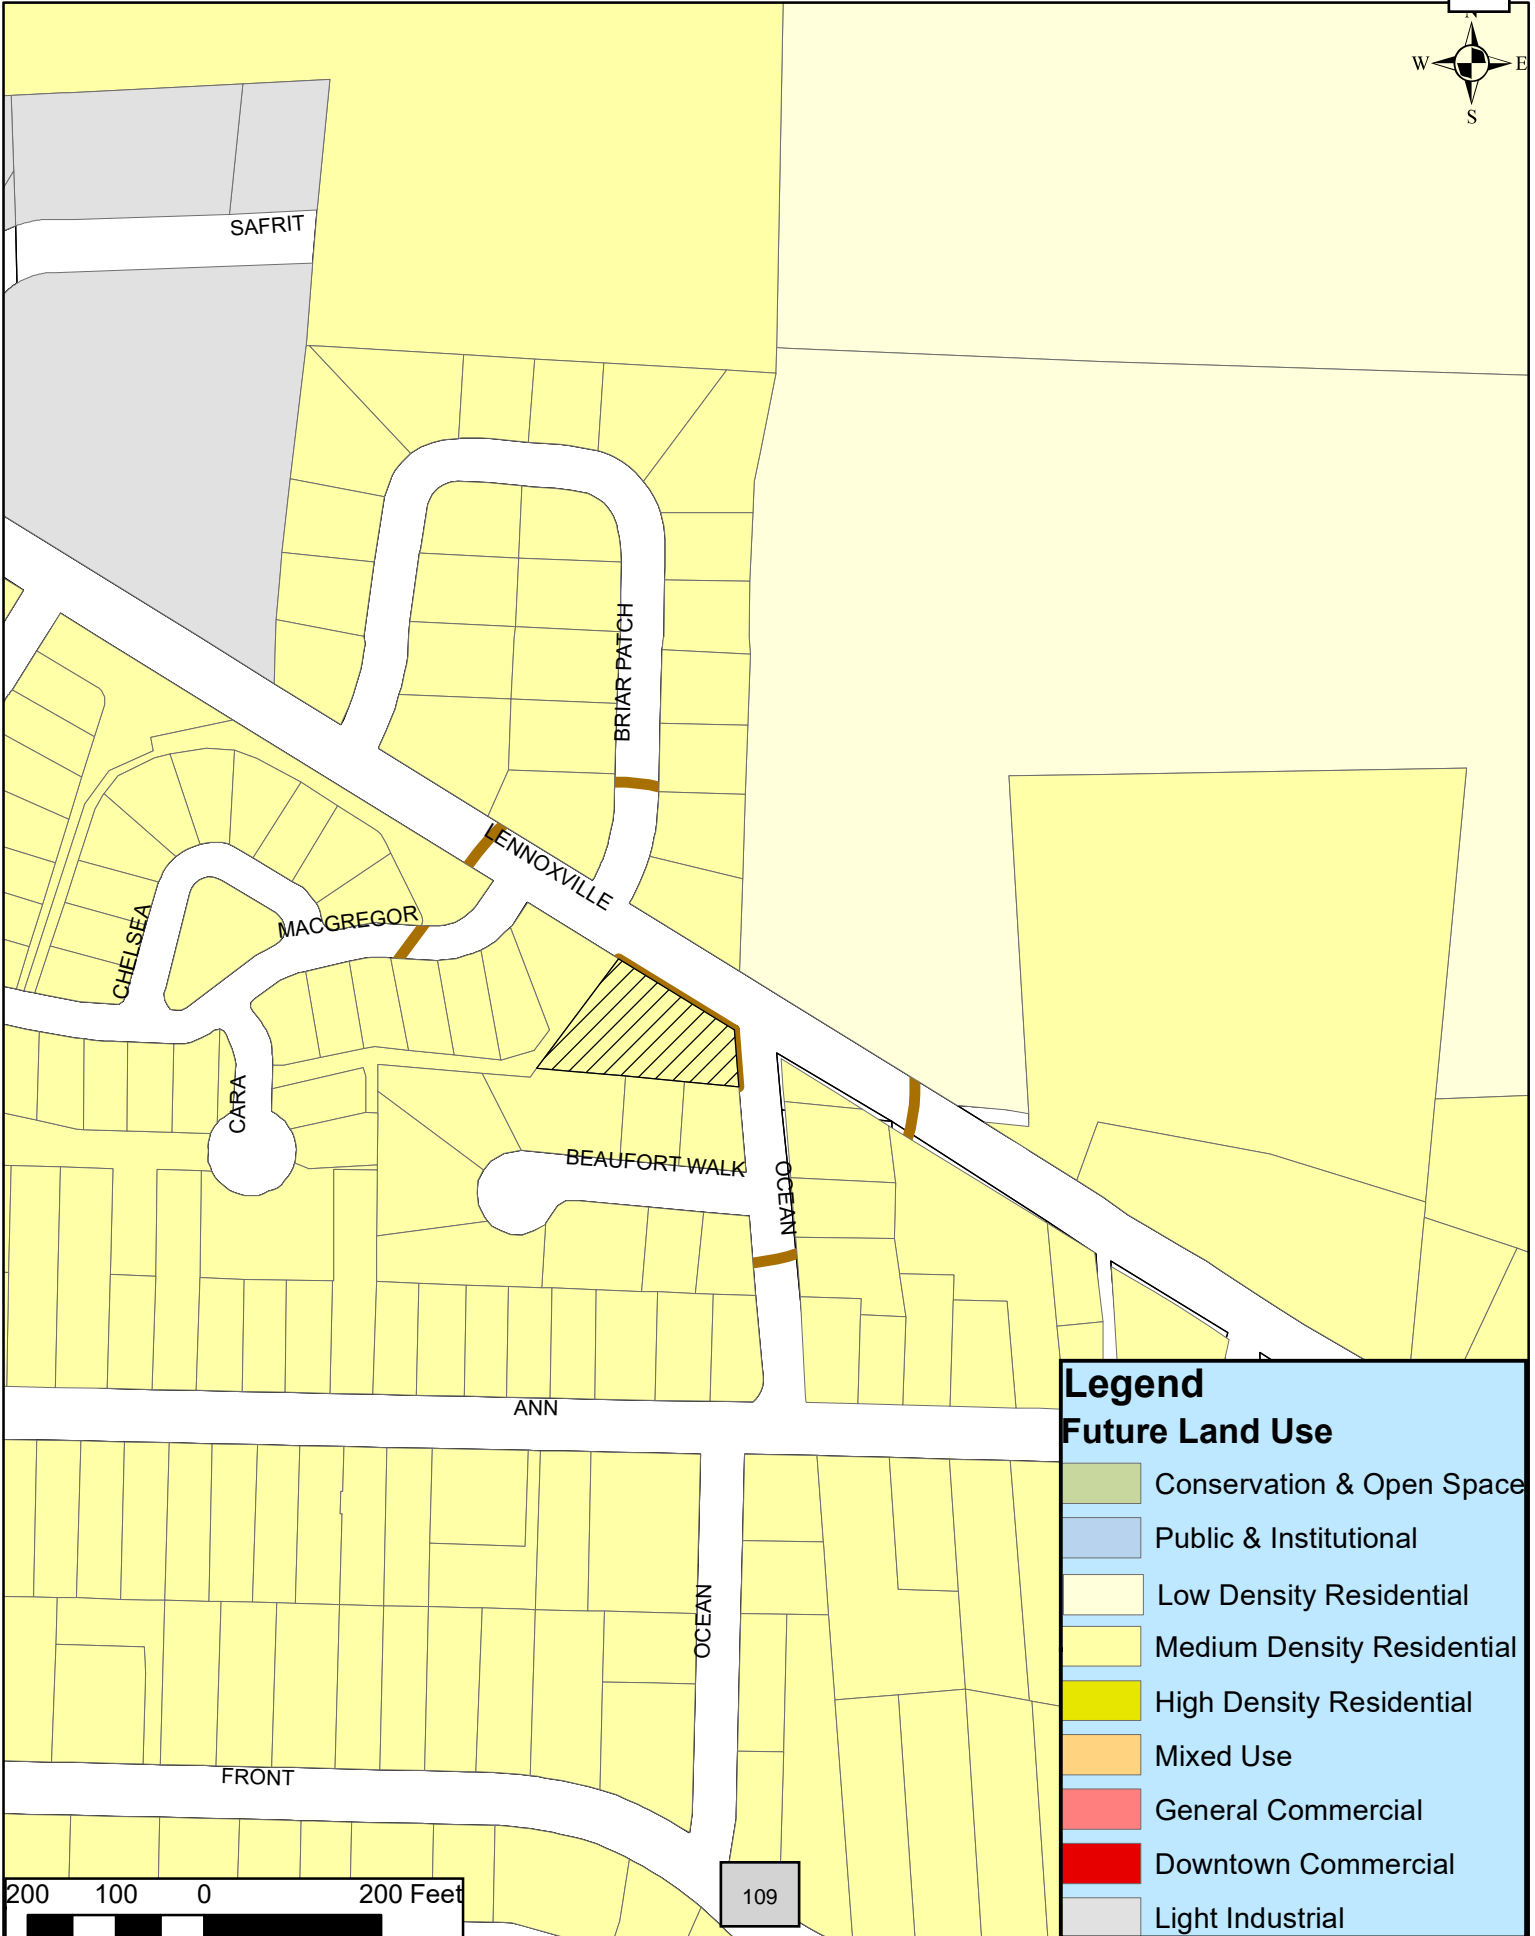 N
W E
S
SAFRIT
BRIAR PATCH
LENNOXVILLE
MACGREGOR
CHELSEA
CARA
BEAUFORT WALK
OCEAN
ANN
OCEAN
FRONT
109
200 100 0 200 Feet
Legend
Future Land Use
Conservation & Open Space
Public & Institutional
Low Density Residential
Medium Density Residential
High Density Residential
Mixed Use
General Commercial
Downtown Commercial
Light Industrial